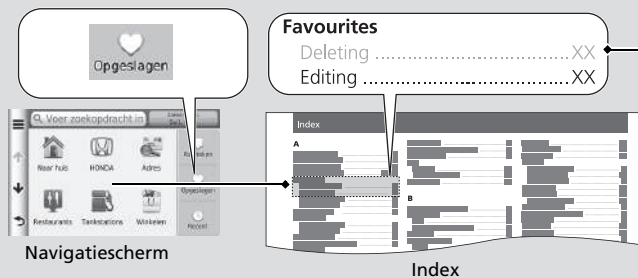 Opgeslagen
Favourites
Deleting ........................................ XX
Editing ............................................ XX
Voer zoekopdracht in
Naar huis
HONDA
Adres
Opgeslagen
Restaurants
Tankstations
Winkelen
Recent
Index
A
B
Navigatiescherm
Index